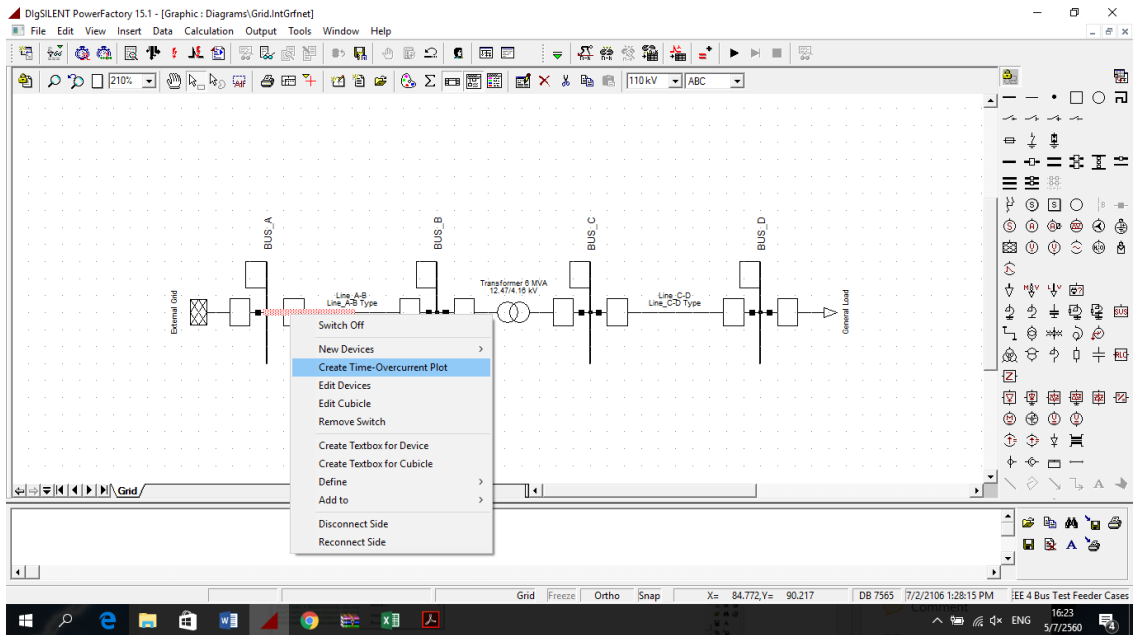 DIgSILENT PowerFactory 15.1 - [Graphic : Diagrams\Grid.IntGrfnet]
File Edit View Insert Data Calculation Output Tools Window Help
210%
110 kV
ABC
BUS_A
BUS_B
BUS_C
BUS_D
External Grid
Line_A-B
Line_A-B Type
Transformer 6 MVA
12.47/4.16 kV
Line_C-D
Line_C-D Type
General Load
Switch Off
New Devices
Create Time-Overcurrent Plot
Edit Devices
Edit Cubicle
Remove Switch
Create Textbox for Device
Create Textbox for Cubicle
Define
Add to
Disconnect Side
Reconnect Side
Grid
Grid Freeze Ortho Snap X= 84.772,Y= 90.217 DB 7565 7/2/2106 1:28:15 PM EE 4 Bus Test Feeder Cases
ENG
16:23
5/7/2560